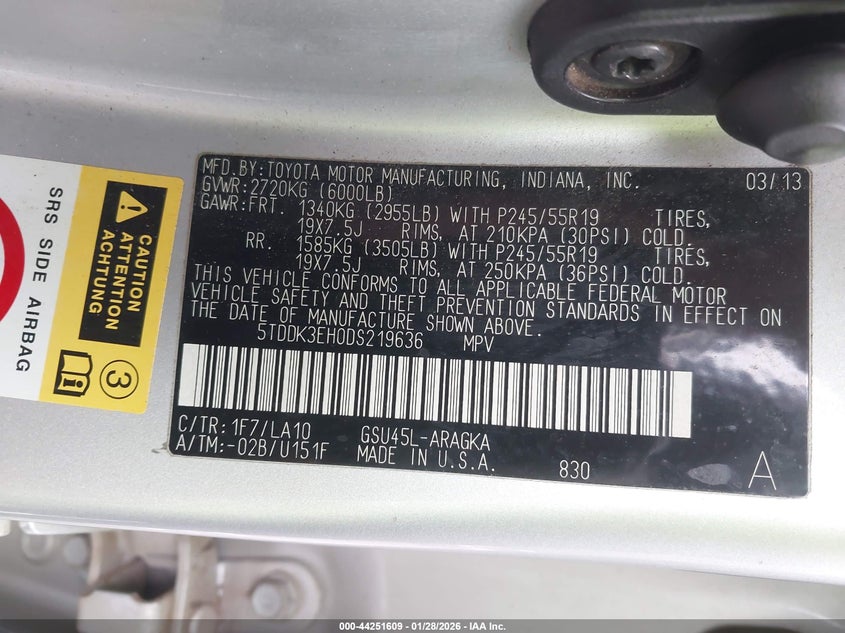 MFD.BY:TOYOTA MOTOR MANUFACTURING, INDIANA, INC. 03/13
GVWR:2720KG (6000LB)
GAWR:FRT. 1340KG (2955LB) WITH P245/55R19 TIRES,
19X7.5J RIMS, AT 210KPA (30PSI) COLD.
RR. 1585KG (3505LB) WITH P245/55R19 TIRES,
19X7.5J RIMS, AT 250KPA (36PSI) COLD.
THIS VEHICLE CONFORMS TO ALL APPLICABLE FEDERAL MOTOR
VEHICLE SAFETY AND THEFT PREVENTION STANDARDS IN EFFECT ON
THE DATE OF MANUFACTURE SHOWN ABOVE.
5TDDK3EH0DS219636 MPV
C/TR:1F7/LA10 GSU45L-ARAGKA
A/TM:-02B/U151F MADE IN U.S.A. 830 A
SRS SIDE AIRBAG
CAUTION
ATTENTION
ACHTUNG
3
000-44251609 - 01/28/2026 - IAA Inc.